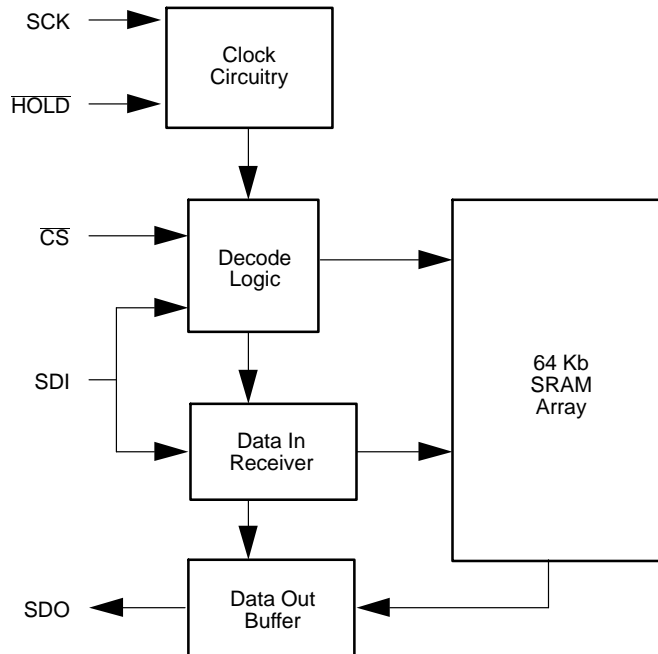 SCK
Clock
Circuitry
HOLD
CS
Decode
Logic
SDI
64 Kb
SRAM
Array
Data In
Receiver
SDO
Data Out
Buffer